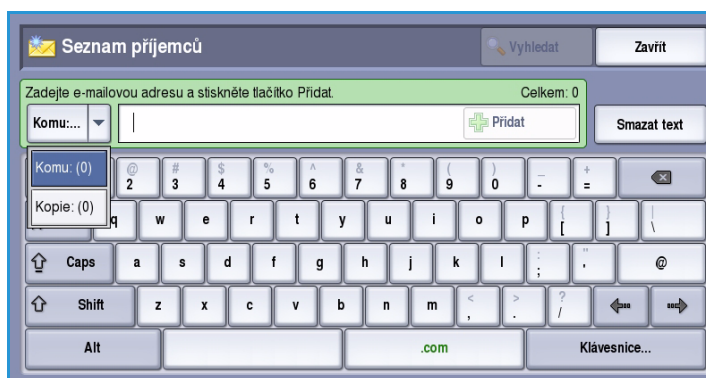 Seznam příjemců Vyhledat Zavřít
Zadejte e-mailovou adresu a stiskněte tlačítko Přidat. Celkem: 0
Komu:... Přidat Smazat text
Komu: (0)
@ # $ % ^ & * ( ) _ +
2 3 4 5 6 7 8 9 0 - =
Kopie: (0)
q w e r t y u i o p { [ } ] | \
Caps a s d f g h j k l : ; " ' @
Shift z x c v b n m < , > . ? /
Alt .com Klávesnice...